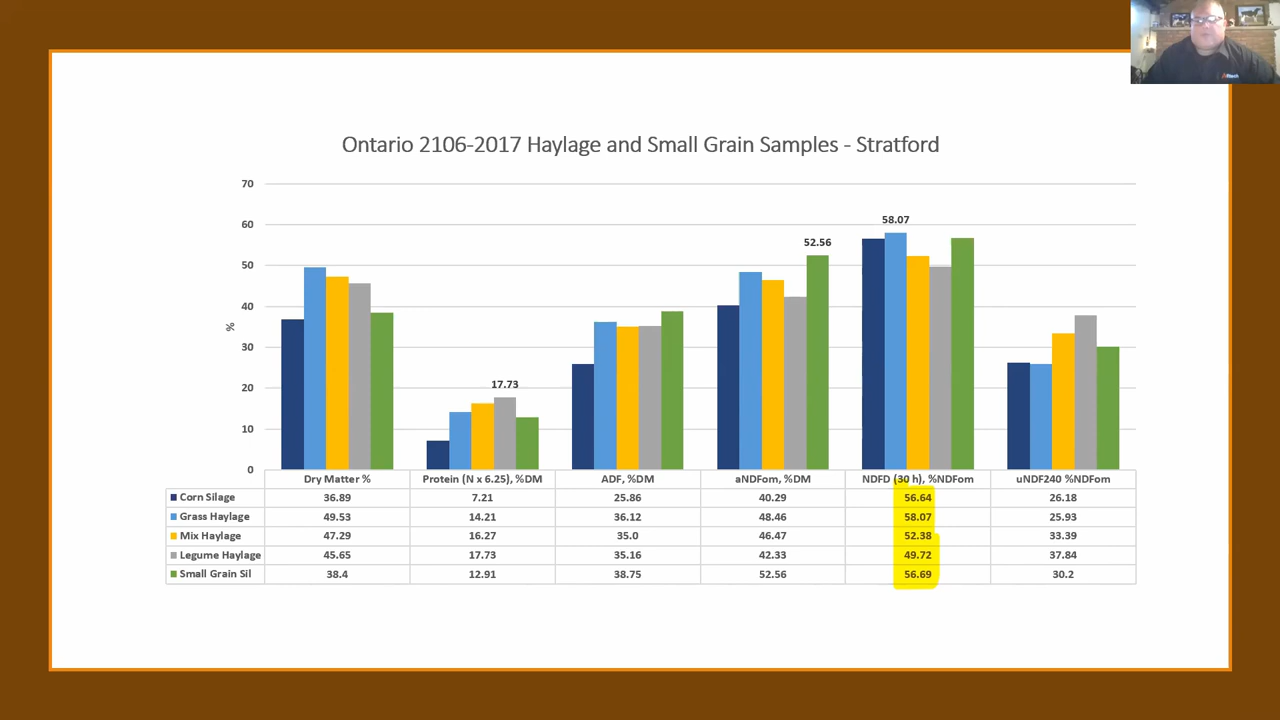 Ontario 2106-2017 Haylage and Small Grain Samples - Stratford
70
60
50
40
30
20
10
0
%
17.73
52.56
58.07
Dry Matter % Protein (N x 6.25), %DM ADF, %DM aNDFom, %DM NDFD (30 h), %NDFom uNDF240 %NDFom
Corn Silage 36.89 7.21 25.86 40.29 56.64 26.18
Grass Haylage 49.53 14.21 36.12 48.46 58.07 25.93
Mix Haylage 47.29 16.27 35.0 46.47 52.38 33.39
Legume Haylage 45.65 17.73 35.16 42.33 49.72 37.84
Small Grain Sil 38.4 12.91 38.75 52.56 56.69 30.2